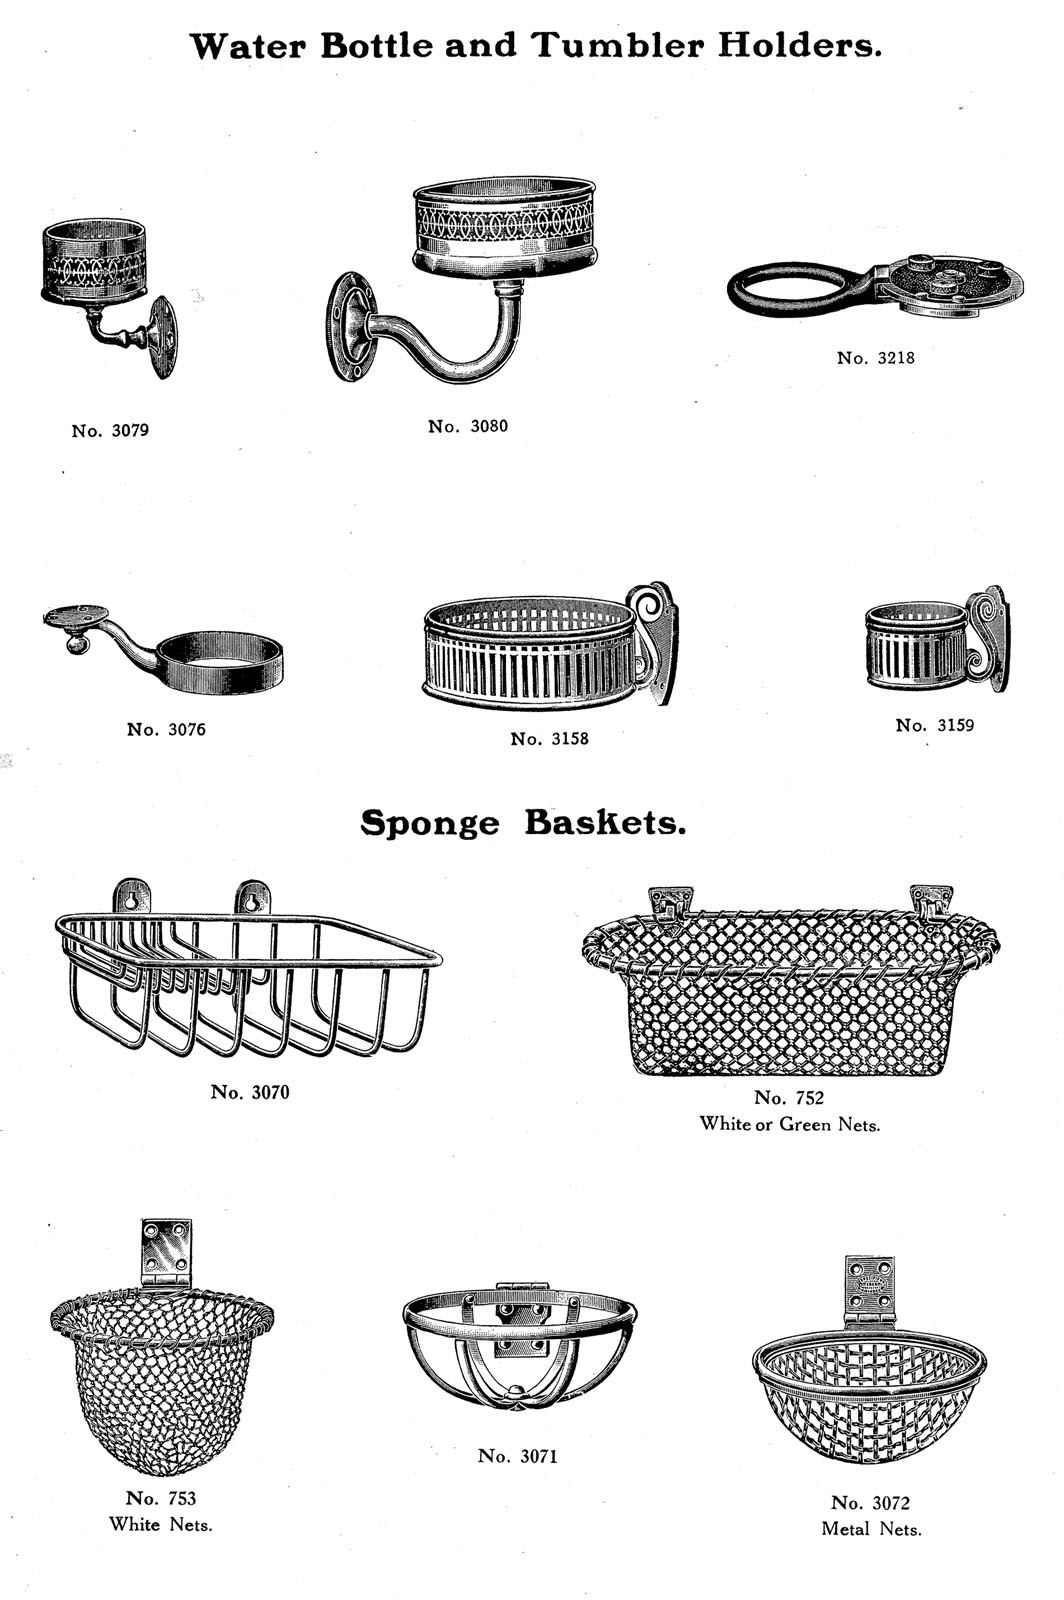 Water Bottle and Tumbler Holders.
No. 3079
No. 3080
No. 3218
No. 3076
No. 3158
No. 3159
Sponge Baskets.
No. 3070
No. 752
White or Green Nets.
No. 753
White Nets.
No. 3071
No. 3072
Metal Nets.